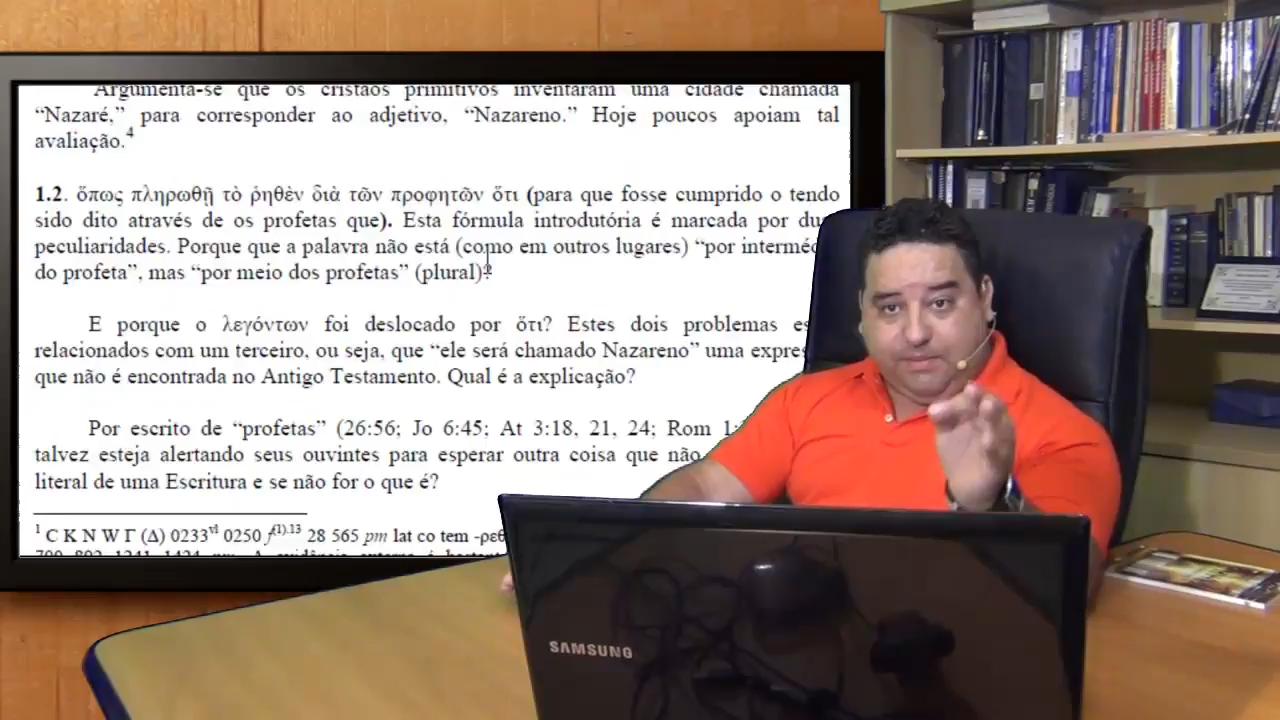 Argumenta-se que os cristãos primitivos inventaram uma cidade chamada
“Nazaré,” para corresponder ao adjetivo, “Nazareno.” Hoje poucos apoiam tal
avaliação.4
1.2. ὅπως πληρωθῇ τὸ ῥηθὲν διὰ τῶν προφητῶν ὅτι (para que fosse cumprido o tendo
sido dito através de os profetas que). Esta fórmula introdutória é marcada por
peculiaridades. Porque que a palavra não está (como em outros lugares) “por
do profeta”, mas “por meio dos profetas” (plural)?
E porque o λεγόντων foi deslocado por ὅτι? Estes dois problemas
relacionados com um terceiro, ou seja, que “ele será chamado Nazareno” uma
que não é encontrada no Antigo Testamento. Qual é a explicação?
Por escrito de “profetas” (26:56; Jo 6:45; At 3:18, 21, 24; Rom
talvez esteja alertando seus ouvintes para esperar outra coisa que não
literal de uma Escritura e se não for o que é?
1 C K N W Γ (Δ) 0233vi 0250 f(1).13 28 565 pm lat co tem -ρεθ
SAMSUNG